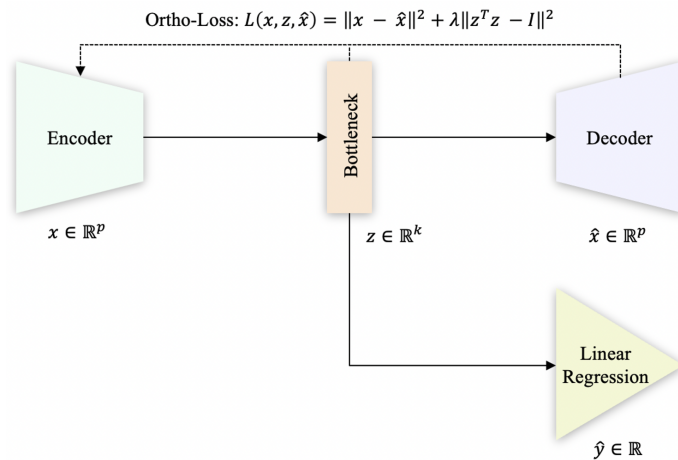 Ortho-Loss: L(x, z, x̂) = ‖x − x̂‖² + λ‖zᵀz − I‖²
Encoder
Bottleneck
Decoder
x ∈ ℝᵖ
z ∈ ℝᵏ
x̂ ∈ ℝᵖ
Linear
Regression
ŷ ∈ ℝ